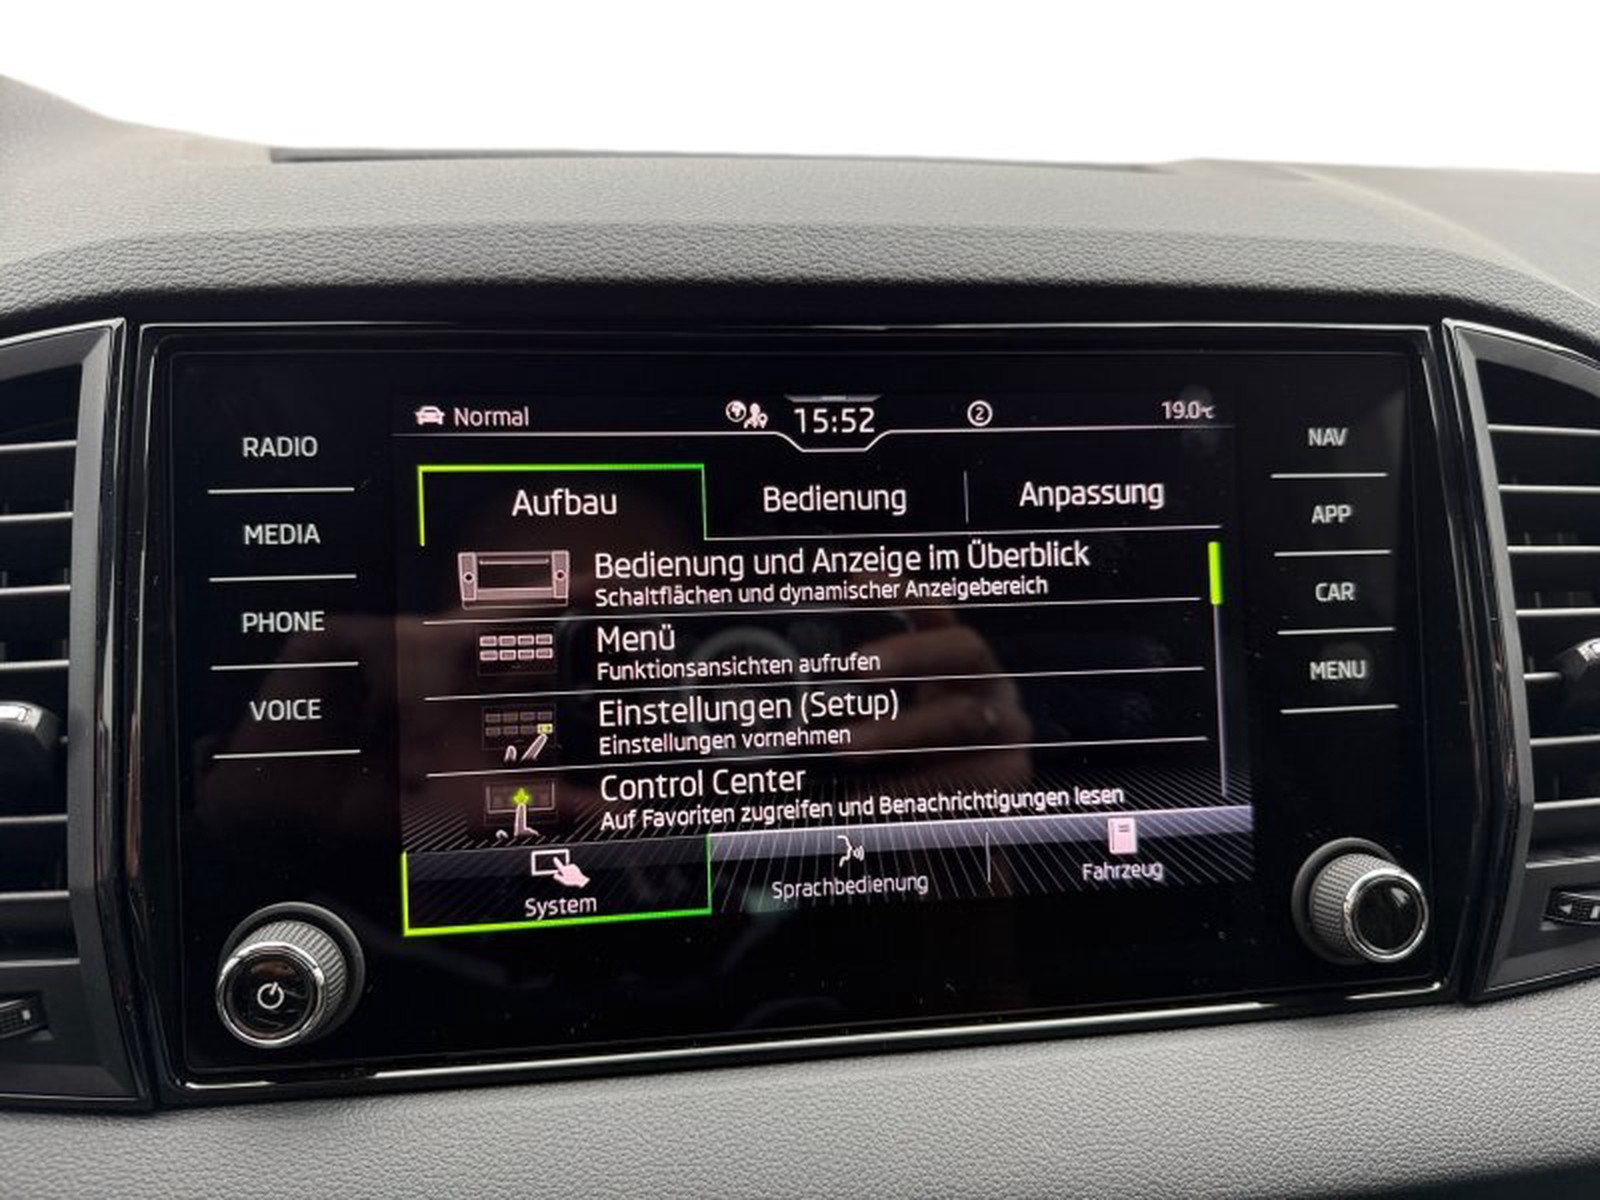 RADIO
MEDIA
PHONE
VOICE
Normal
15:52
2
19.0°C
Aufbau
Bedienung
Anpassung
Bedienung und Anzeige im Überblick
Schaltflächen und dynamischer Anzeigebereich
Menü
Funktionsansichten aufrufen
Einstellungen (Setup)
Einstellungen vornehmen
Control Center
Auf Favoriten zugreifen und Benachrichtigungen lesen
System
Sprachbedienung
Fahrzeug
NAV
APP
CAR
MENU